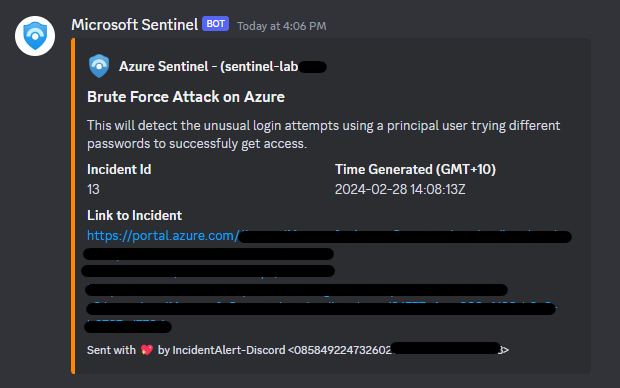 Microsoft Sentinel BOT Today at 4:06 PM
Azure Sentinel - (sentinel-lab
Brute Force Attack on Azure
This will detect the unusual login attempts using a principal user trying different
passwords to successfuly get access.
Incident Id Time Generated (GMT+10)
13 2024-02-28 14:08:13Z
Link to Incident
https://portal.azure.com/
Sent with 💖 by IncidentAlert-Discord <085849224732602 >